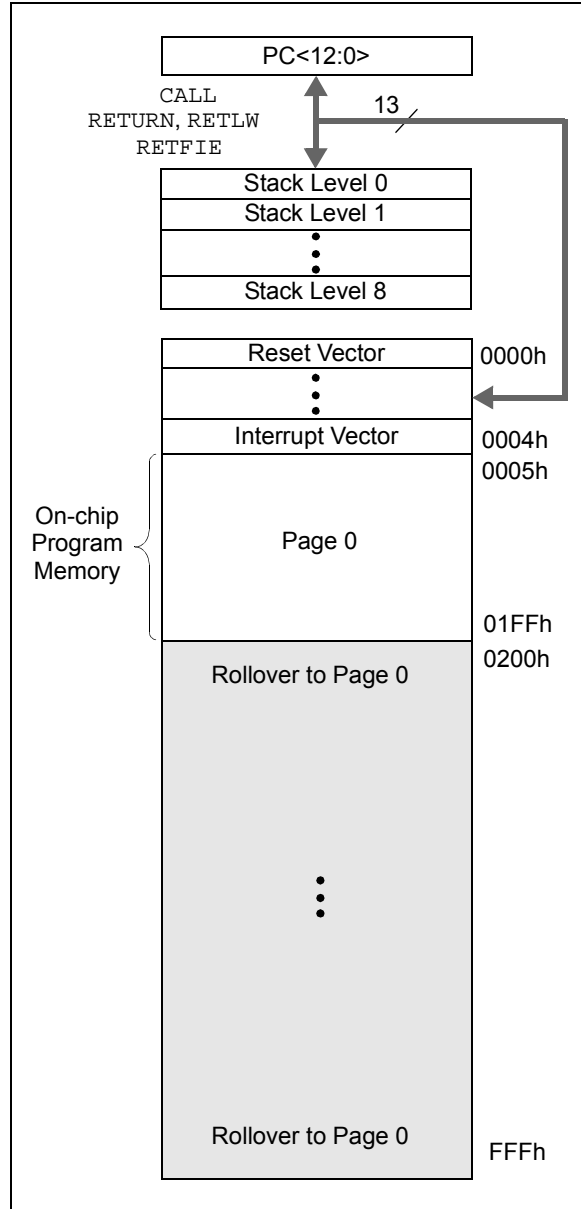 PC<12:0>
CALL
RETURN, RETLW
RETFIE
13
Stack Level 0
Stack Level 1
Stack Level 8
Reset Vector
0000h
Interrupt Vector
0004h
0005h
On-chip
Program
Memory
Page 0
01FFh
0200h
Rollover to Page 0
Rollover to Page 0
FFFh